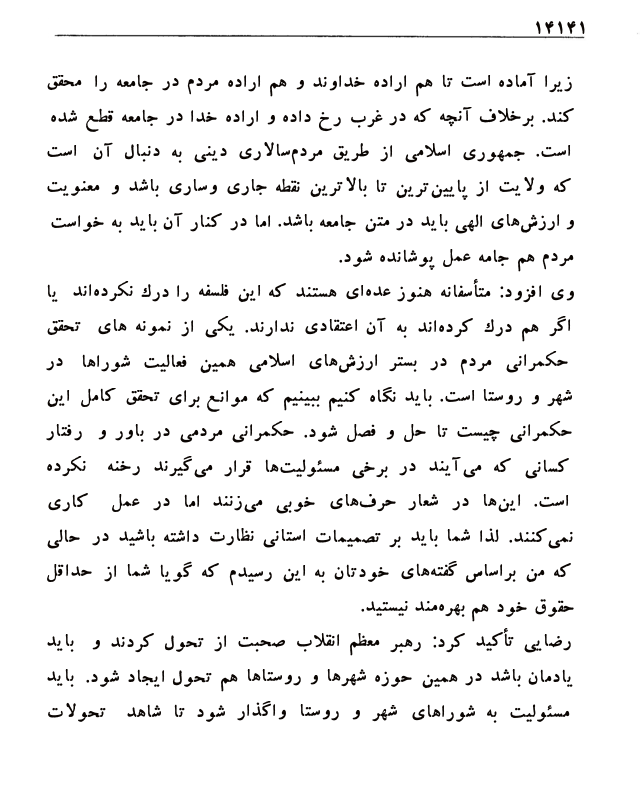 ۱۴۱۴۱
زیرا آماده است تا هم اراده خداوند و هم اراده مردم در جامعه را محقق
کند. برخلاف آنچه که در غرب رخ داده و اراده خدا در جامعه قطع شده
است. جمهوری اسلامی از طریق مردم‌سالاری دینی به دنبال آن است
که ولایت از پایین‌ترین تا بالاترین نقطه جاری وساری باشد و معنویت
و ارزش‌های الهی باید در متن جامعه باشد. اما در کنار آن باید به خواست
مردم هم جامه عمل پوشانده شود.
وی افزود: متأسفانه هنوز عده‌ای هستند که این فلسفه را درك نکرده‌اند یا
اگر هم درك کرده‌اند به آن اعتقادی ندارند. یکی از نمونه های تحقق
حکمرانی مردم در بستر ارزش‌های اسلامی همین فعالیت شوراها در
شهر و روستا است. باید نگاه کنیم ببینیم که موانع برای تحقق کامل این
حکمرانی چیست تا حل و فصل شود. حکمرانی مردمی در باور و رفتار
کسانی که می‌آیند در برخی مسئولیت‌ها قرار می‌گیرند رخنه نکرده
است. این‌ها در شعار حرف‌های خوبی می‌زنند اما در عمل کاری
نمی‌کنند. لذا شما باید بر تصمیمات استانی نظارت داشته باشید در حالی
که من براساس گفته‌های خودتان به این رسیدم که گویا شما از حداقل
حقوق خود هم بهره‌مند نیستید.
رضایی تأکید کرد: رهبر معظم انقلاب صحبت از تحول کردند و باید
یادمان باشد در همین حوزه شهرها و روستاها هم تحول ایجاد شود. باید
مسئولیت به شوراهای شهر و روستا واگذار شود تا شاهد تحولات